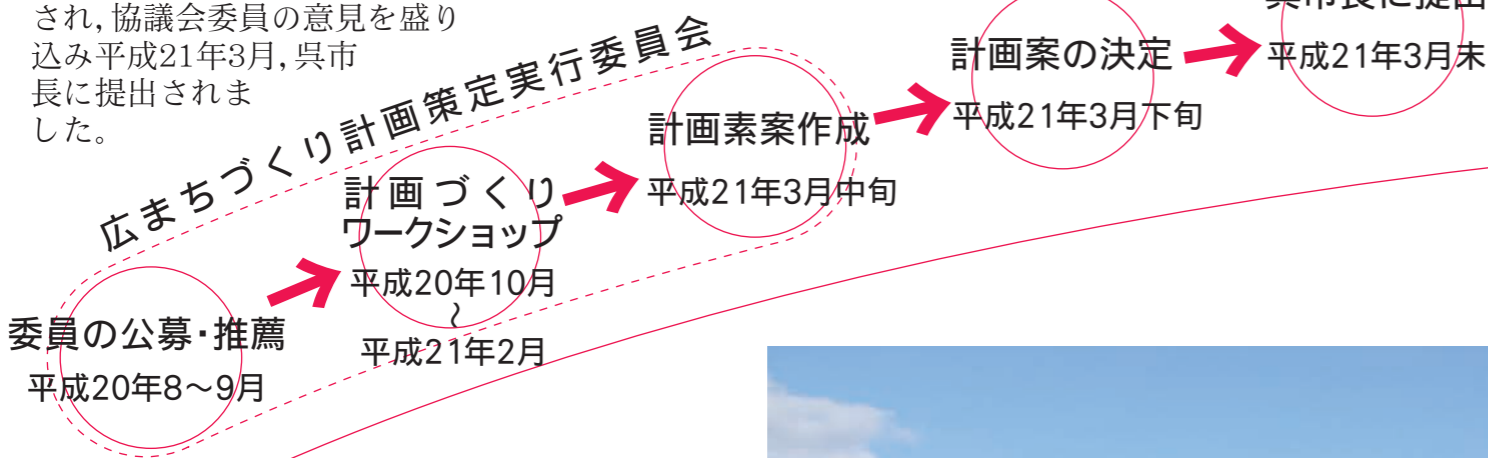 され,協議会委員の意見を盛り
込み平成21年3月,呉市
長に提出されま
した。
広まちづくり計画策定実行委員会
委員の公募・推薦
平成20年8〜9月
計画づくり
ワークショップ
平成20年10月
〜
平成21年2月
計画素案作成
平成21年3月中旬
計画案の決定
平成21年3月下旬
呉市長に提出
平成21年3月末